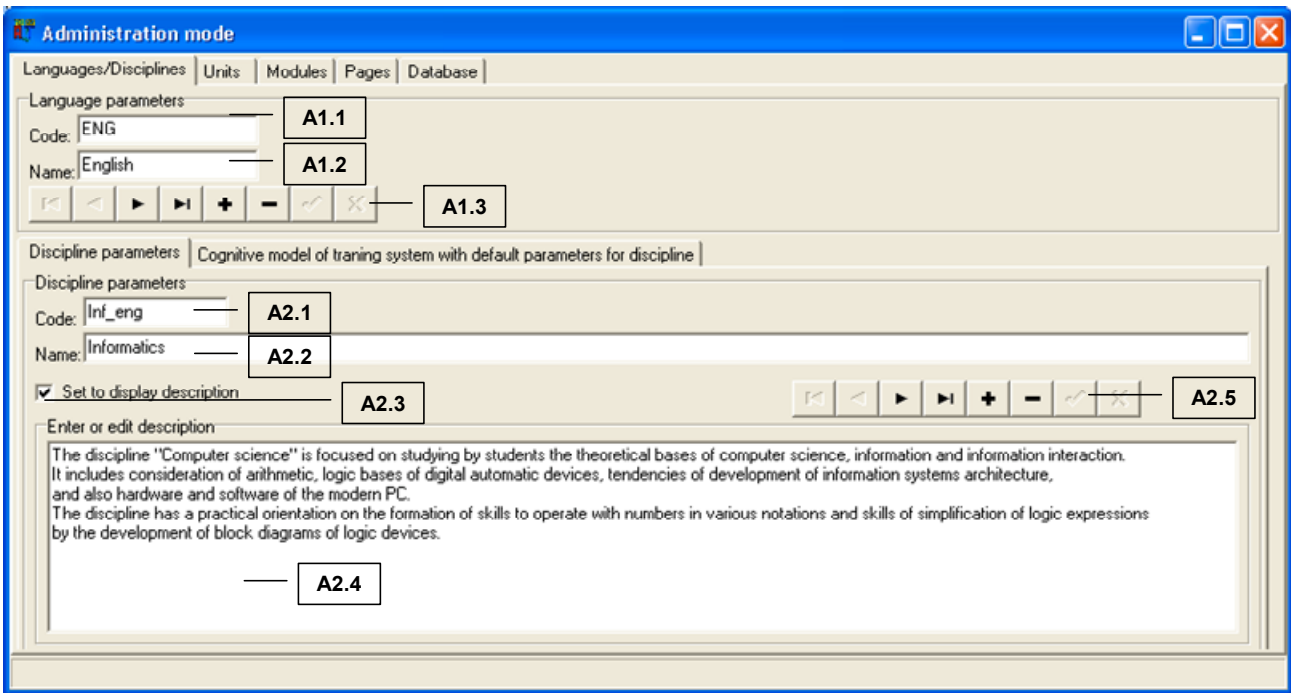 Administration mode
Languages/Disciplines Units Modules Pages Database
Language parameters
Code: ENG A1.1
Name: English A1.2
A1.3
Discipline parameters Cognitive model of traning system with default parameters for discipline
Discipline parameters
Code: Inf_eng A2.1
Name: Informatics A2.2
Set to display description A2.3 A2.5
Enter or edit description
The discipline "Computer science" is focused on studying by students the theoretical bases of computer science, information and information interaction.
It includes consideration of arithmetic, logic bases of digital automatic devices, tendencies of development of information systems architecture,
and also hardware and software of the modern PC.
The discipline has a practical orientation on the formation of skills to operate with numbers in various notations and skills of simplification of logic expressions
by the development of block diagrams of logic devices.
A2.4